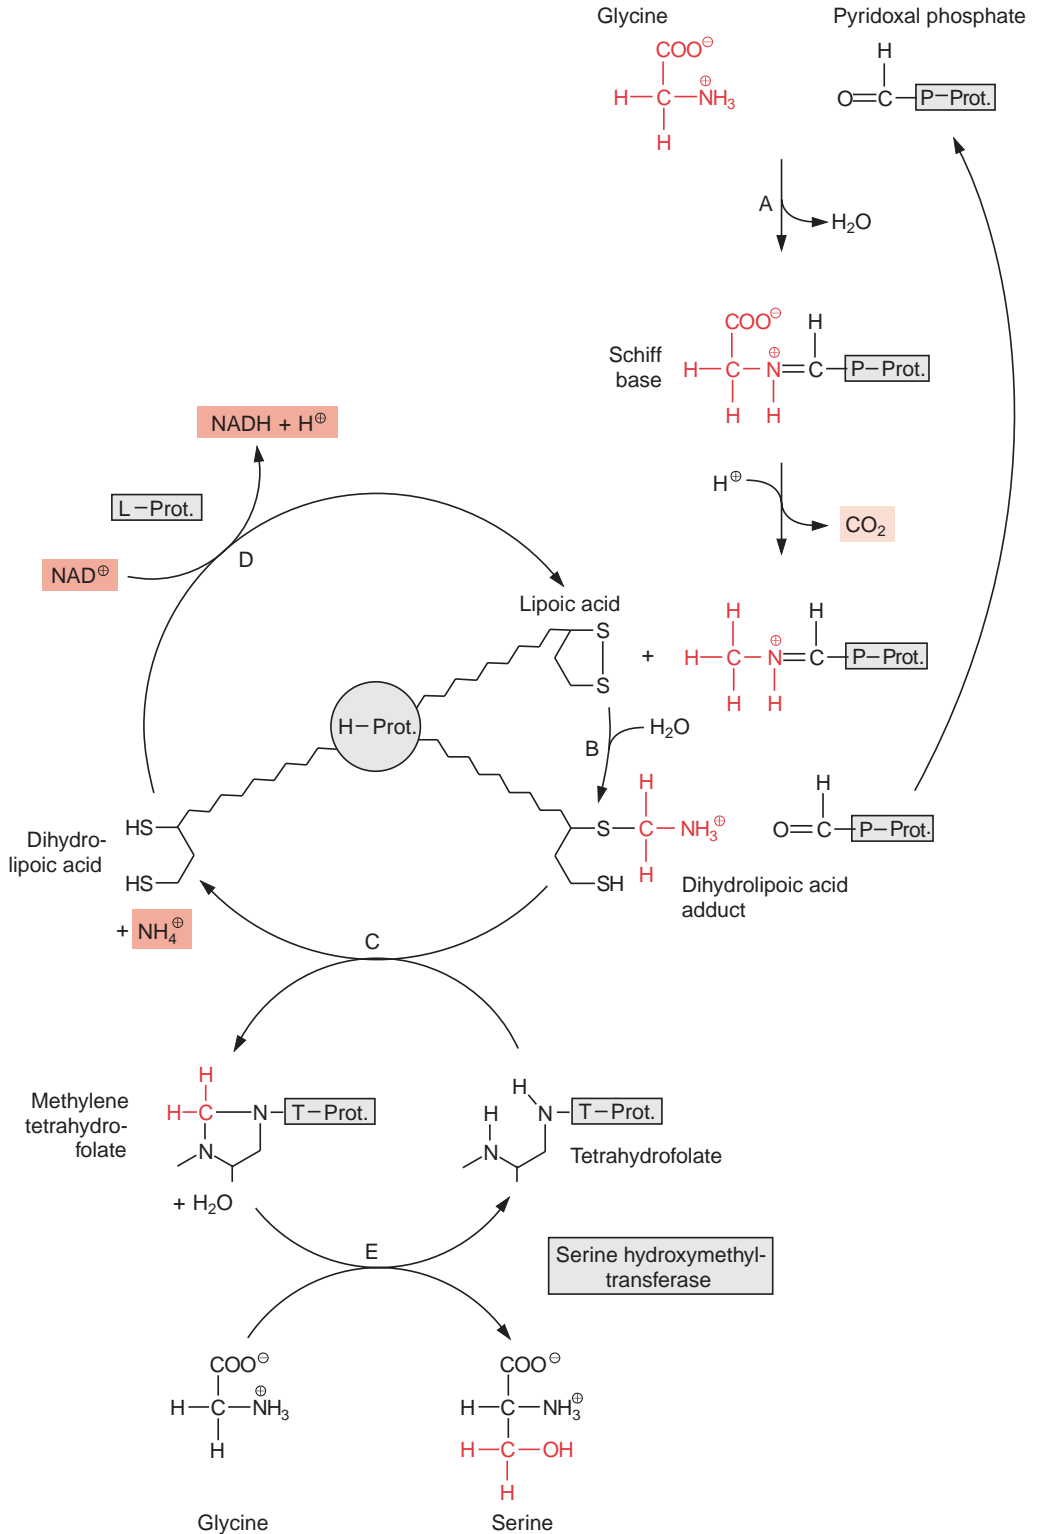 Glycine
Pyridoxal phosphate
COO⊖
H
H–C–NH3⊕
O=C–P–Prot.
H
A
H2O
COO⊖
H
Schiff
base
H–C–N⊕=C–P–Prot.
H H
NADH + H⊕
H⊕
L–Prot.
CO2
D
NAD⊕
Lipoic acid
H
H
S
+
H–C–N⊕=C–P–Prot.
S
H H
H–Prot.
H2O
B
H
H
HS
S–C–NH3⊕
O=C–P–Prot.
Dihydro-
lipoic acid
H
HS
SH
Dihydrolipoic acid
adduct
+ NH4⊕
C
H
H
Methylene
tetrahydro-
folate
H–C–N–T–Prot.
H
N–T–Prot.
N
N
Tetrahydrofolate
+ H2O
E
Serine hydroxymethyl-
transferase
COO⊖
COO⊖
H–C–NH3⊕
H–C–NH3⊕
H
H–C–OH
H
Glycine
Serine